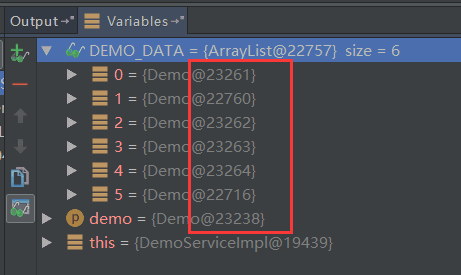 Output Variables
DEMO_DATA = {ArrayList@22757} size = 6
0 = {Demo@23261}
1 = {Demo@22760}
2 = {Demo@23262}
3 = {Demo@23263}
4 = {Demo@23264}
5 = {Demo@22716}
demo = {Demo@23238}
this = {DemoServiceImpl@19439}